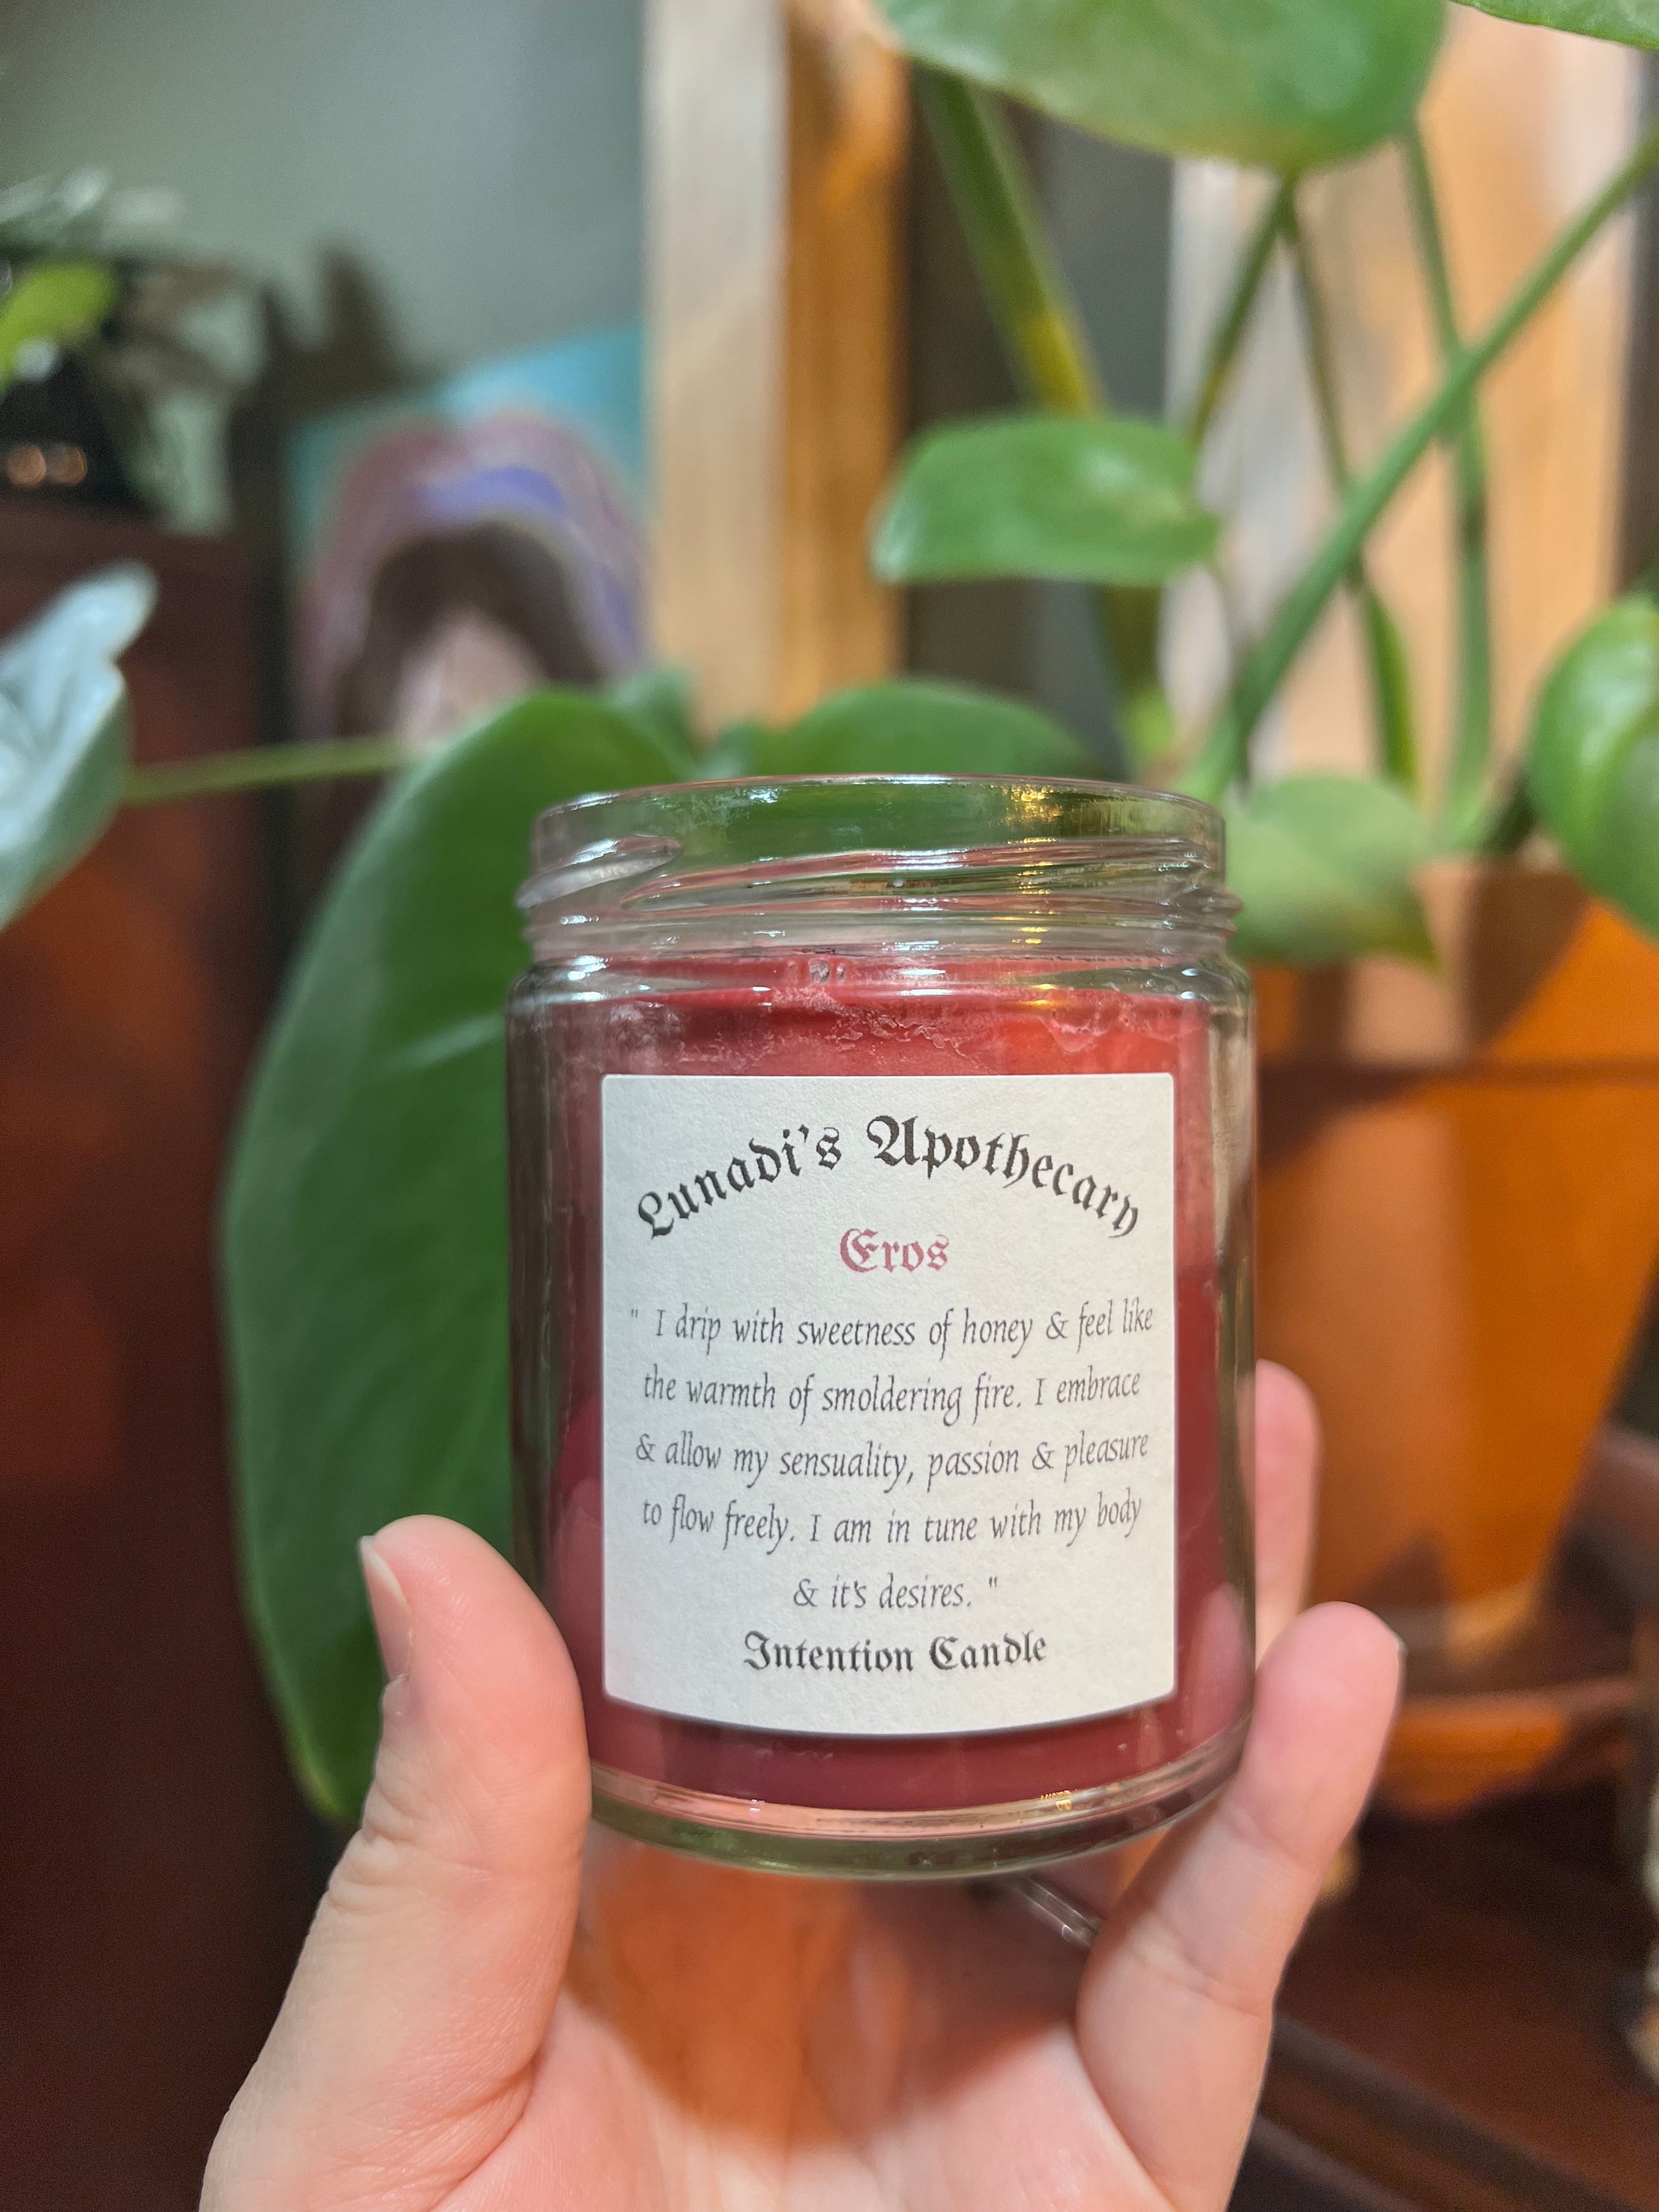 Lunadi's Apothecary
Eros
" I drip with sweetness of honey & feel like
the warmth of smoldering fire. I embrace
& allow my sensuality, passion & pleasure
to flow freely. I am in tune with my body
& it's desires. "
Intention Candle